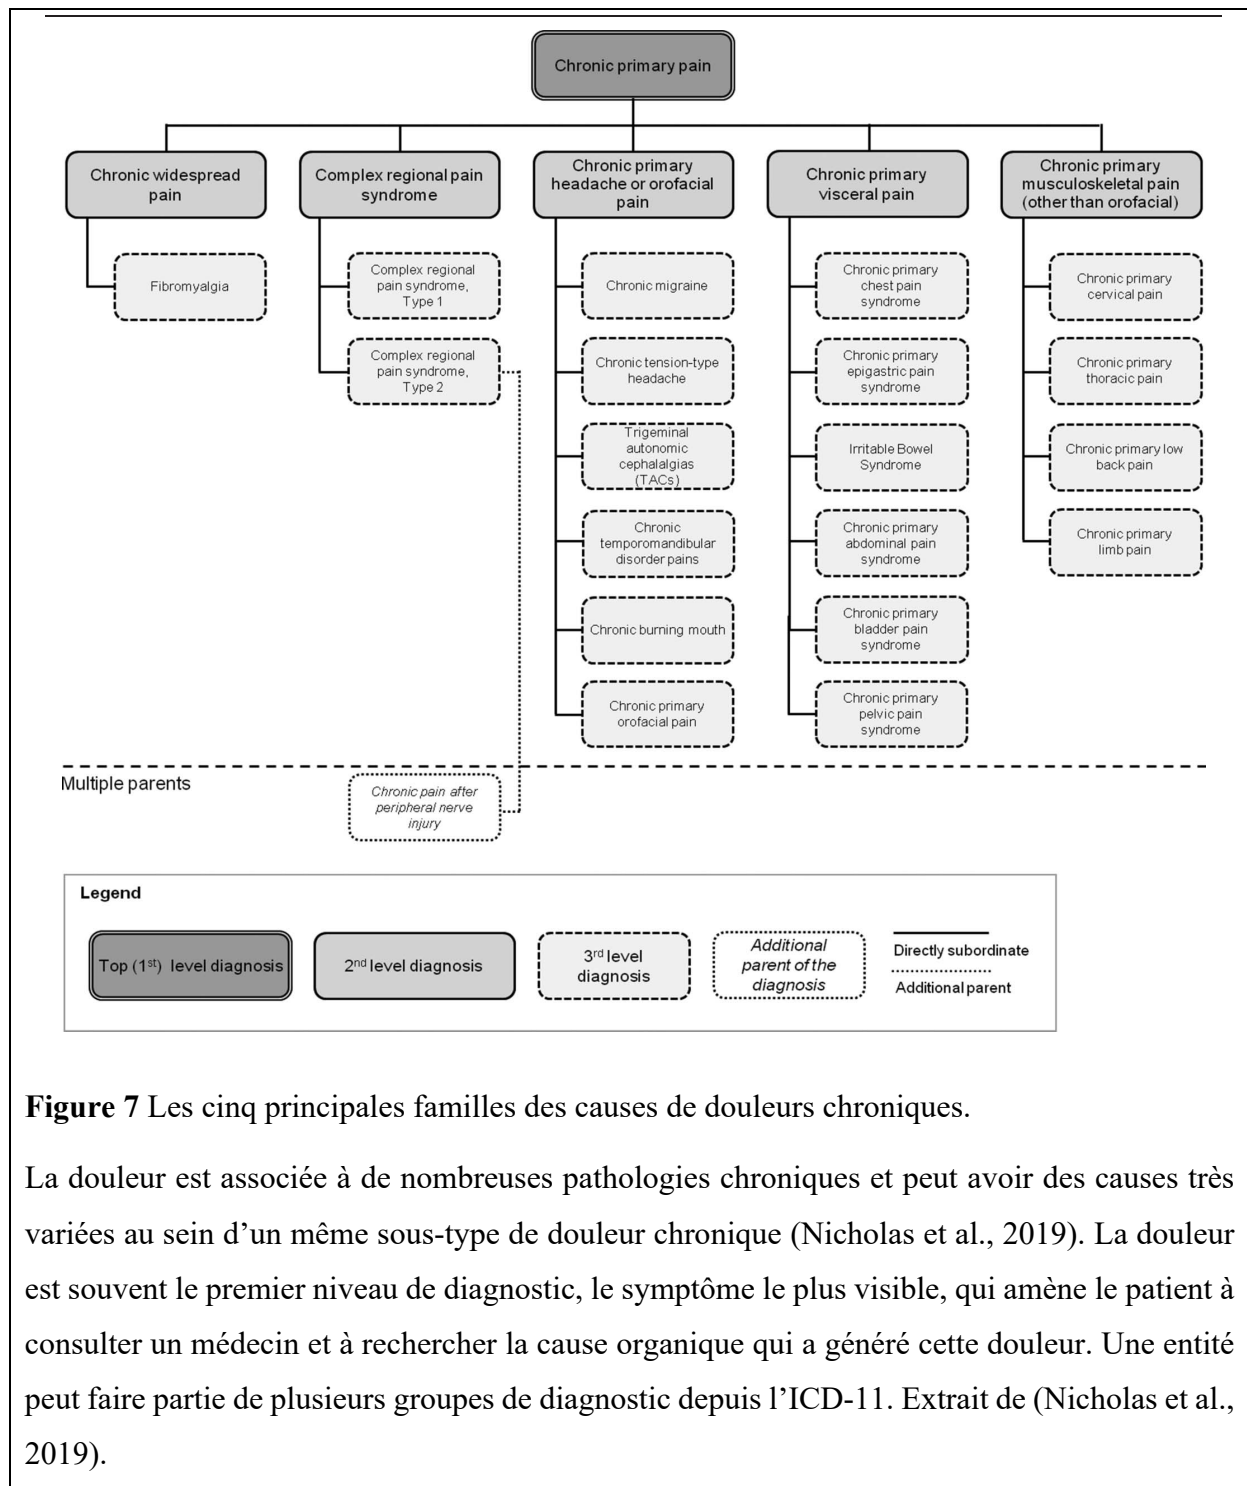 Chronic primary pain
Chronic widespread
pain
Complex regional pain
syndrome
Chronic primary
headache or orofacial
pain
Chronic primary
visceral pain
Chronic primary
musculoskeletal pain
(other than orofacial)
Fibromyalgia
Complex regional
pain syndrome,
Type 1
Complex regional
pain syndrome,
Type 2
Chronic migraine
Chronic tension-type
headache
Trigeminal
autonomic
cephalalgias
(TACs)
Chronic
temporomandibular
disorder pains
Chronic burning mouth
Chronic primary
orofacial pain
Chronic primary
chest pain
syndrome
Chronic primary
epigastric pain
syndrome
Irritable Bowel
Syndrome
Chronic primary
abdominal pain
syndrome
Chronic primary
bladder pain
syndrome
Chronic primary
pelvic pain
syndrome
Chronic primary
cervical pain
Chronic primary
thoracic pain
Chronic primary low
back pain
Chronic primary
limb pain
Multiple parents
Chronic pain after
peripheral nerve
injury
Legend
Top (1st) level diagnosis
2nd level diagnosis
3rd level
diagnosis
Additional
parent of the
diagnosis
Directly subordinate
Additional parent
Figure 7 Les cinq principales familles des causes de douleurs chroniques.
La douleur est associée à de nombreuses pathologies chroniques et peut avoir des causes très
variées au sein d’un même sous-type de douleur chronique (Nicholas et al., 2019). La douleur
est souvent le premier niveau de diagnostic, le symptôme le plus visible, qui amène le patient à
consulter un médecin et à rechercher la cause organique qui a généré cette douleur. Une entité
peut faire partie de plusieurs groupes de diagnostic depuis l’ICD-11. Extrait de (Nicholas et al.,
2019).